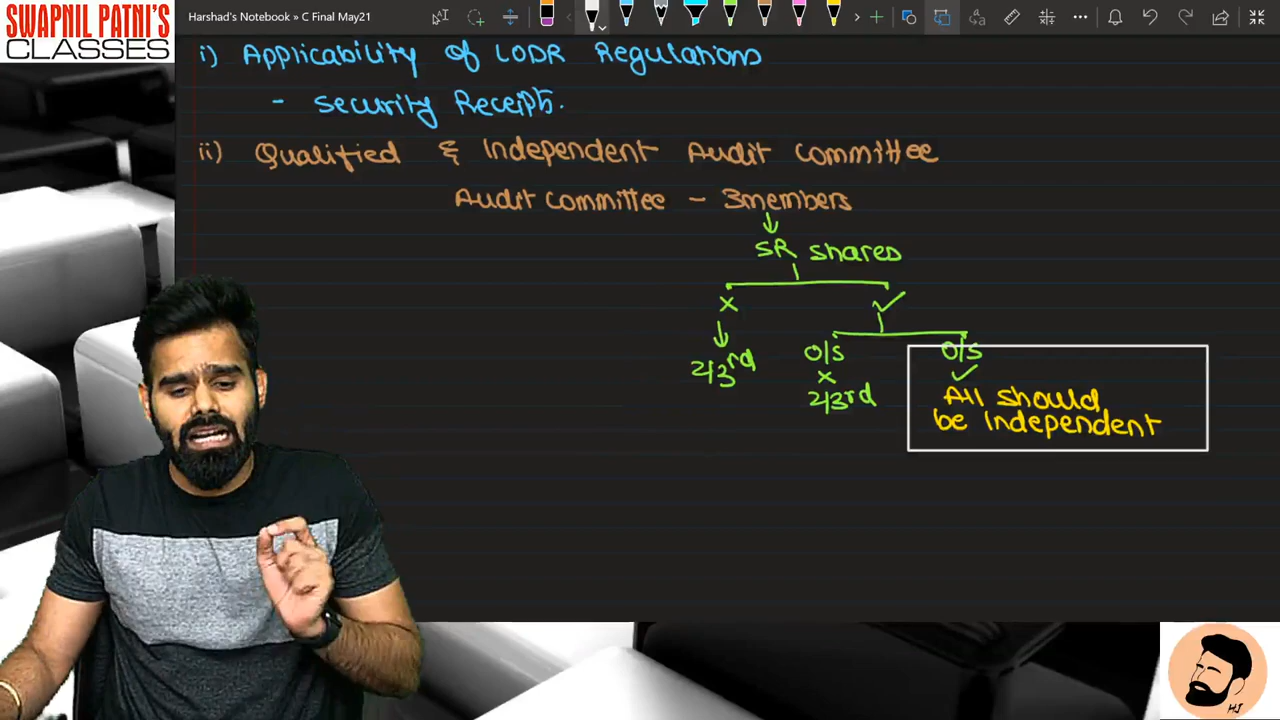 SWAPNIL PATNI'S
CLASSES
Harshad's Notebook » C Final May21
i) Applicability of LODR Regulations
- Security Receipts.
ii) Qualified & Independent Audit Committee
Audit Committee - 3members
SR shares
2/3rd
O/S
2/3rd
O/S
All should
be Independent
HJ